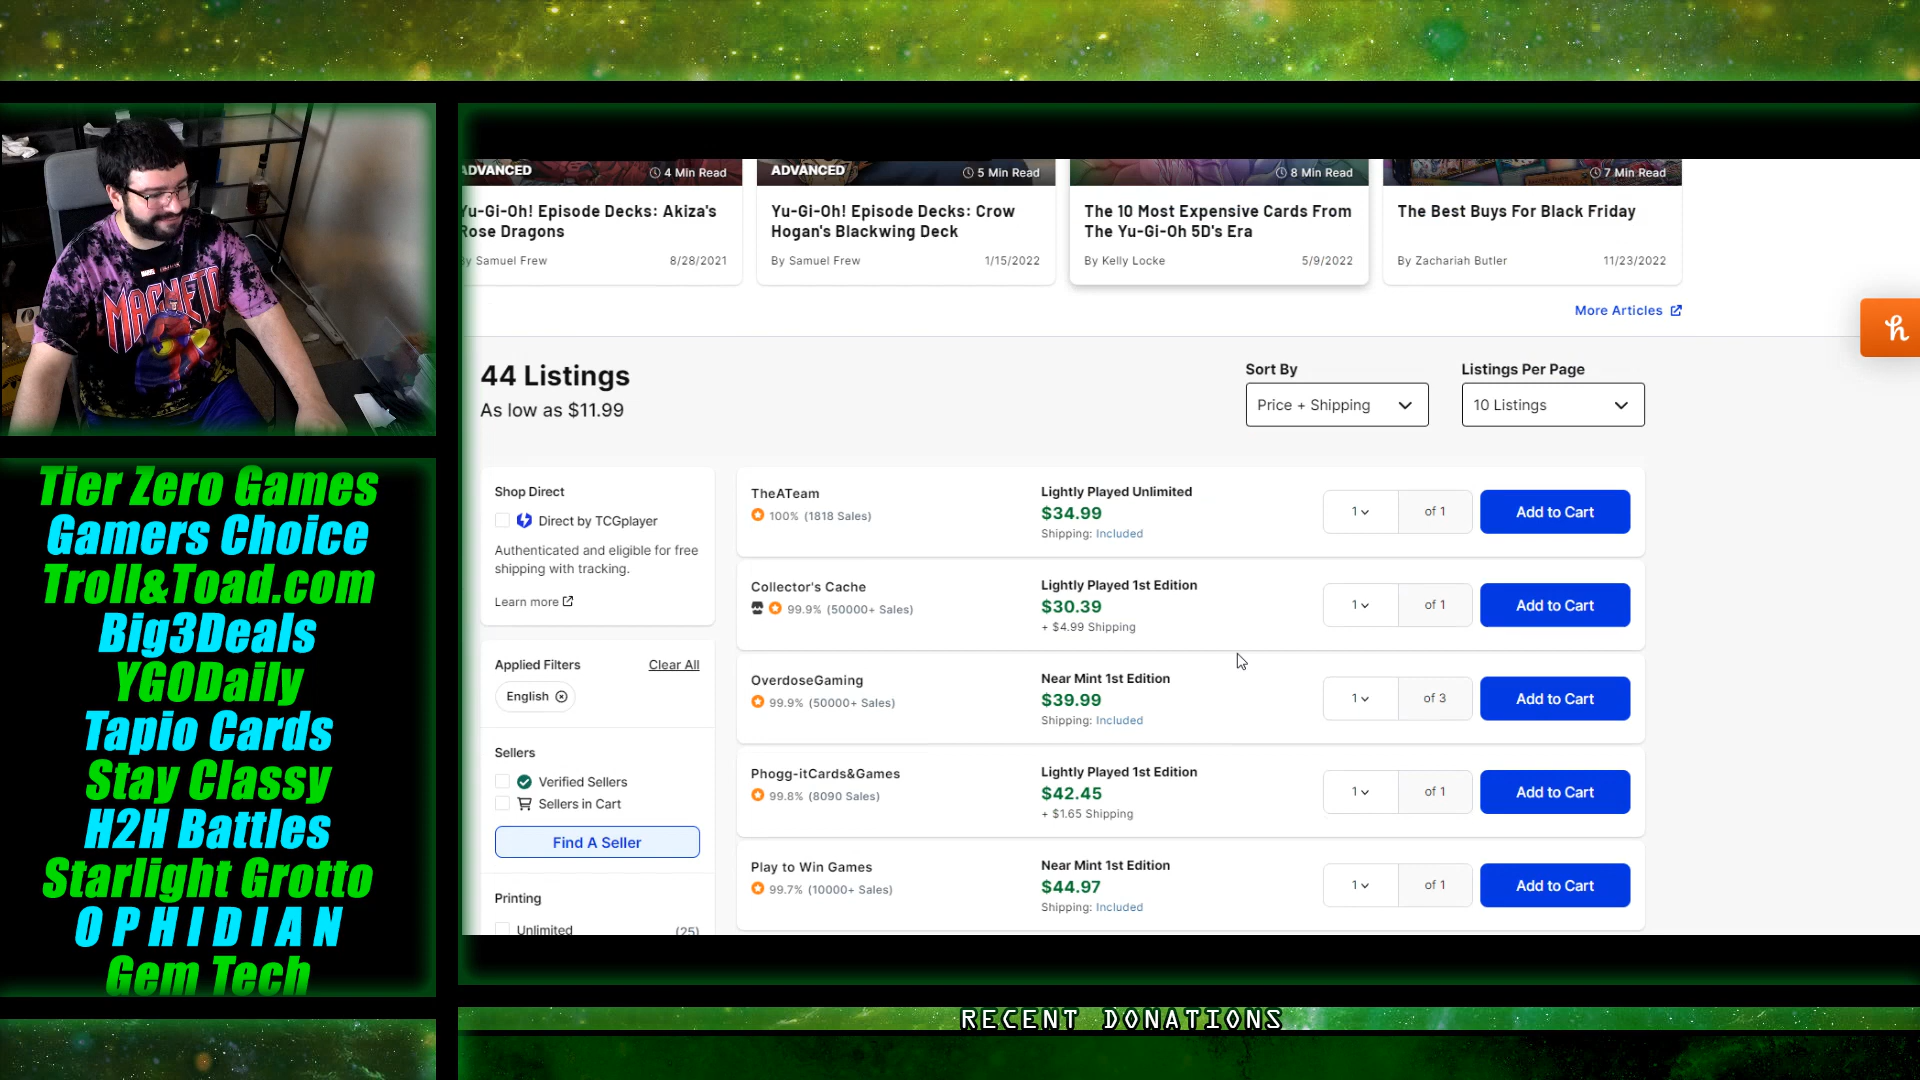 ADVANCED
4 Min Read
Yu-Gi-Oh! Episode Decks: Akiza's
Rose Dragons
By Samuel Frew
8/28/2021
ADVANCED
5 Min Read
Yu-Gi-Oh! Episode Decks: Crow
Hogan's Blackwing Deck
By Samuel Frew
1/15/2022
8 Min Read
The 10 Most Expensive Cards From
The Yu-Gi-Oh 5D's Era
By Kelly Locke
5/9/2022
7 Min Read
The Best Buys For Black Friday
By Zachariah Butler
11/23/2022
More Articles
44 Listings
As low as $11.99
Sort By
Price + Shipping
Listings Per Page
10 Listings
Shop Direct
Direct by TCGplayer
Authenticated and eligible for free
shipping with tracking.
Learn more
Applied Filters
Clear All
English
Sellers
Verified Sellers
Sellers in Cart
Find A Seller
Printing
Unlimited
(25)
TheATeam
100% (1818 Sales)
Lightly Played Unlimited
$34.99
Shipping: Included
1
of 1
Add to Cart
Collector's Cache
99.9% (50000+ Sales)
Lightly Played 1st Edition
$30.39
+ $4.99 Shipping
1
of 1
Add to Cart
OverdoseGaming
99.9% (50000+ Sales)
Near Mint 1st Edition
$39.99
Shipping: Included
1
of 3
Add to Cart
Phogg-itCards&Games
99.8% (8090 Sales)
Lightly Played 1st Edition
$42.45
+ $1.65 Shipping
1
of 1
Add to Cart
Play to Win Games
99.7% (10000+ Sales)
Near Mint 1st Edition
$44.97
Shipping: Included
1
of 1
Add to Cart
MAGNETO
Tier Zero Games
Gamers Choice
Troll&Toad.com
Big3Deals
YGODaily
Tapio Cards
Stay Classy
H2H Battles
Starlight Grotto
O P H I D I A N
Gem Tech
RECENT DONATIONS